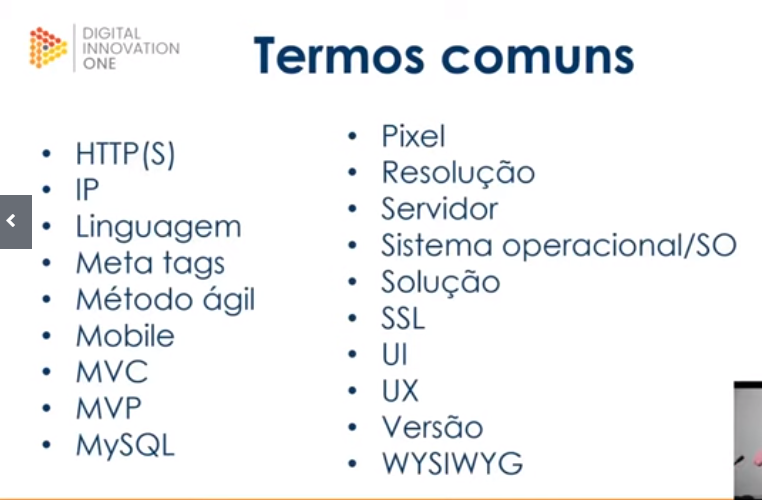 DIGITAL
INNOVATION
ONE
Termos comuns
• HTTP(S)
• IP
• Linguagem
• Meta tags
• Método ágil
• Mobile
• MVC
• MVP
• MySQL
• Pixel
• Resolução
• Servidor
• Sistema operacional/SO
• Solução
• SSL
• UI
• UX
• Versão
• WYSIWYG